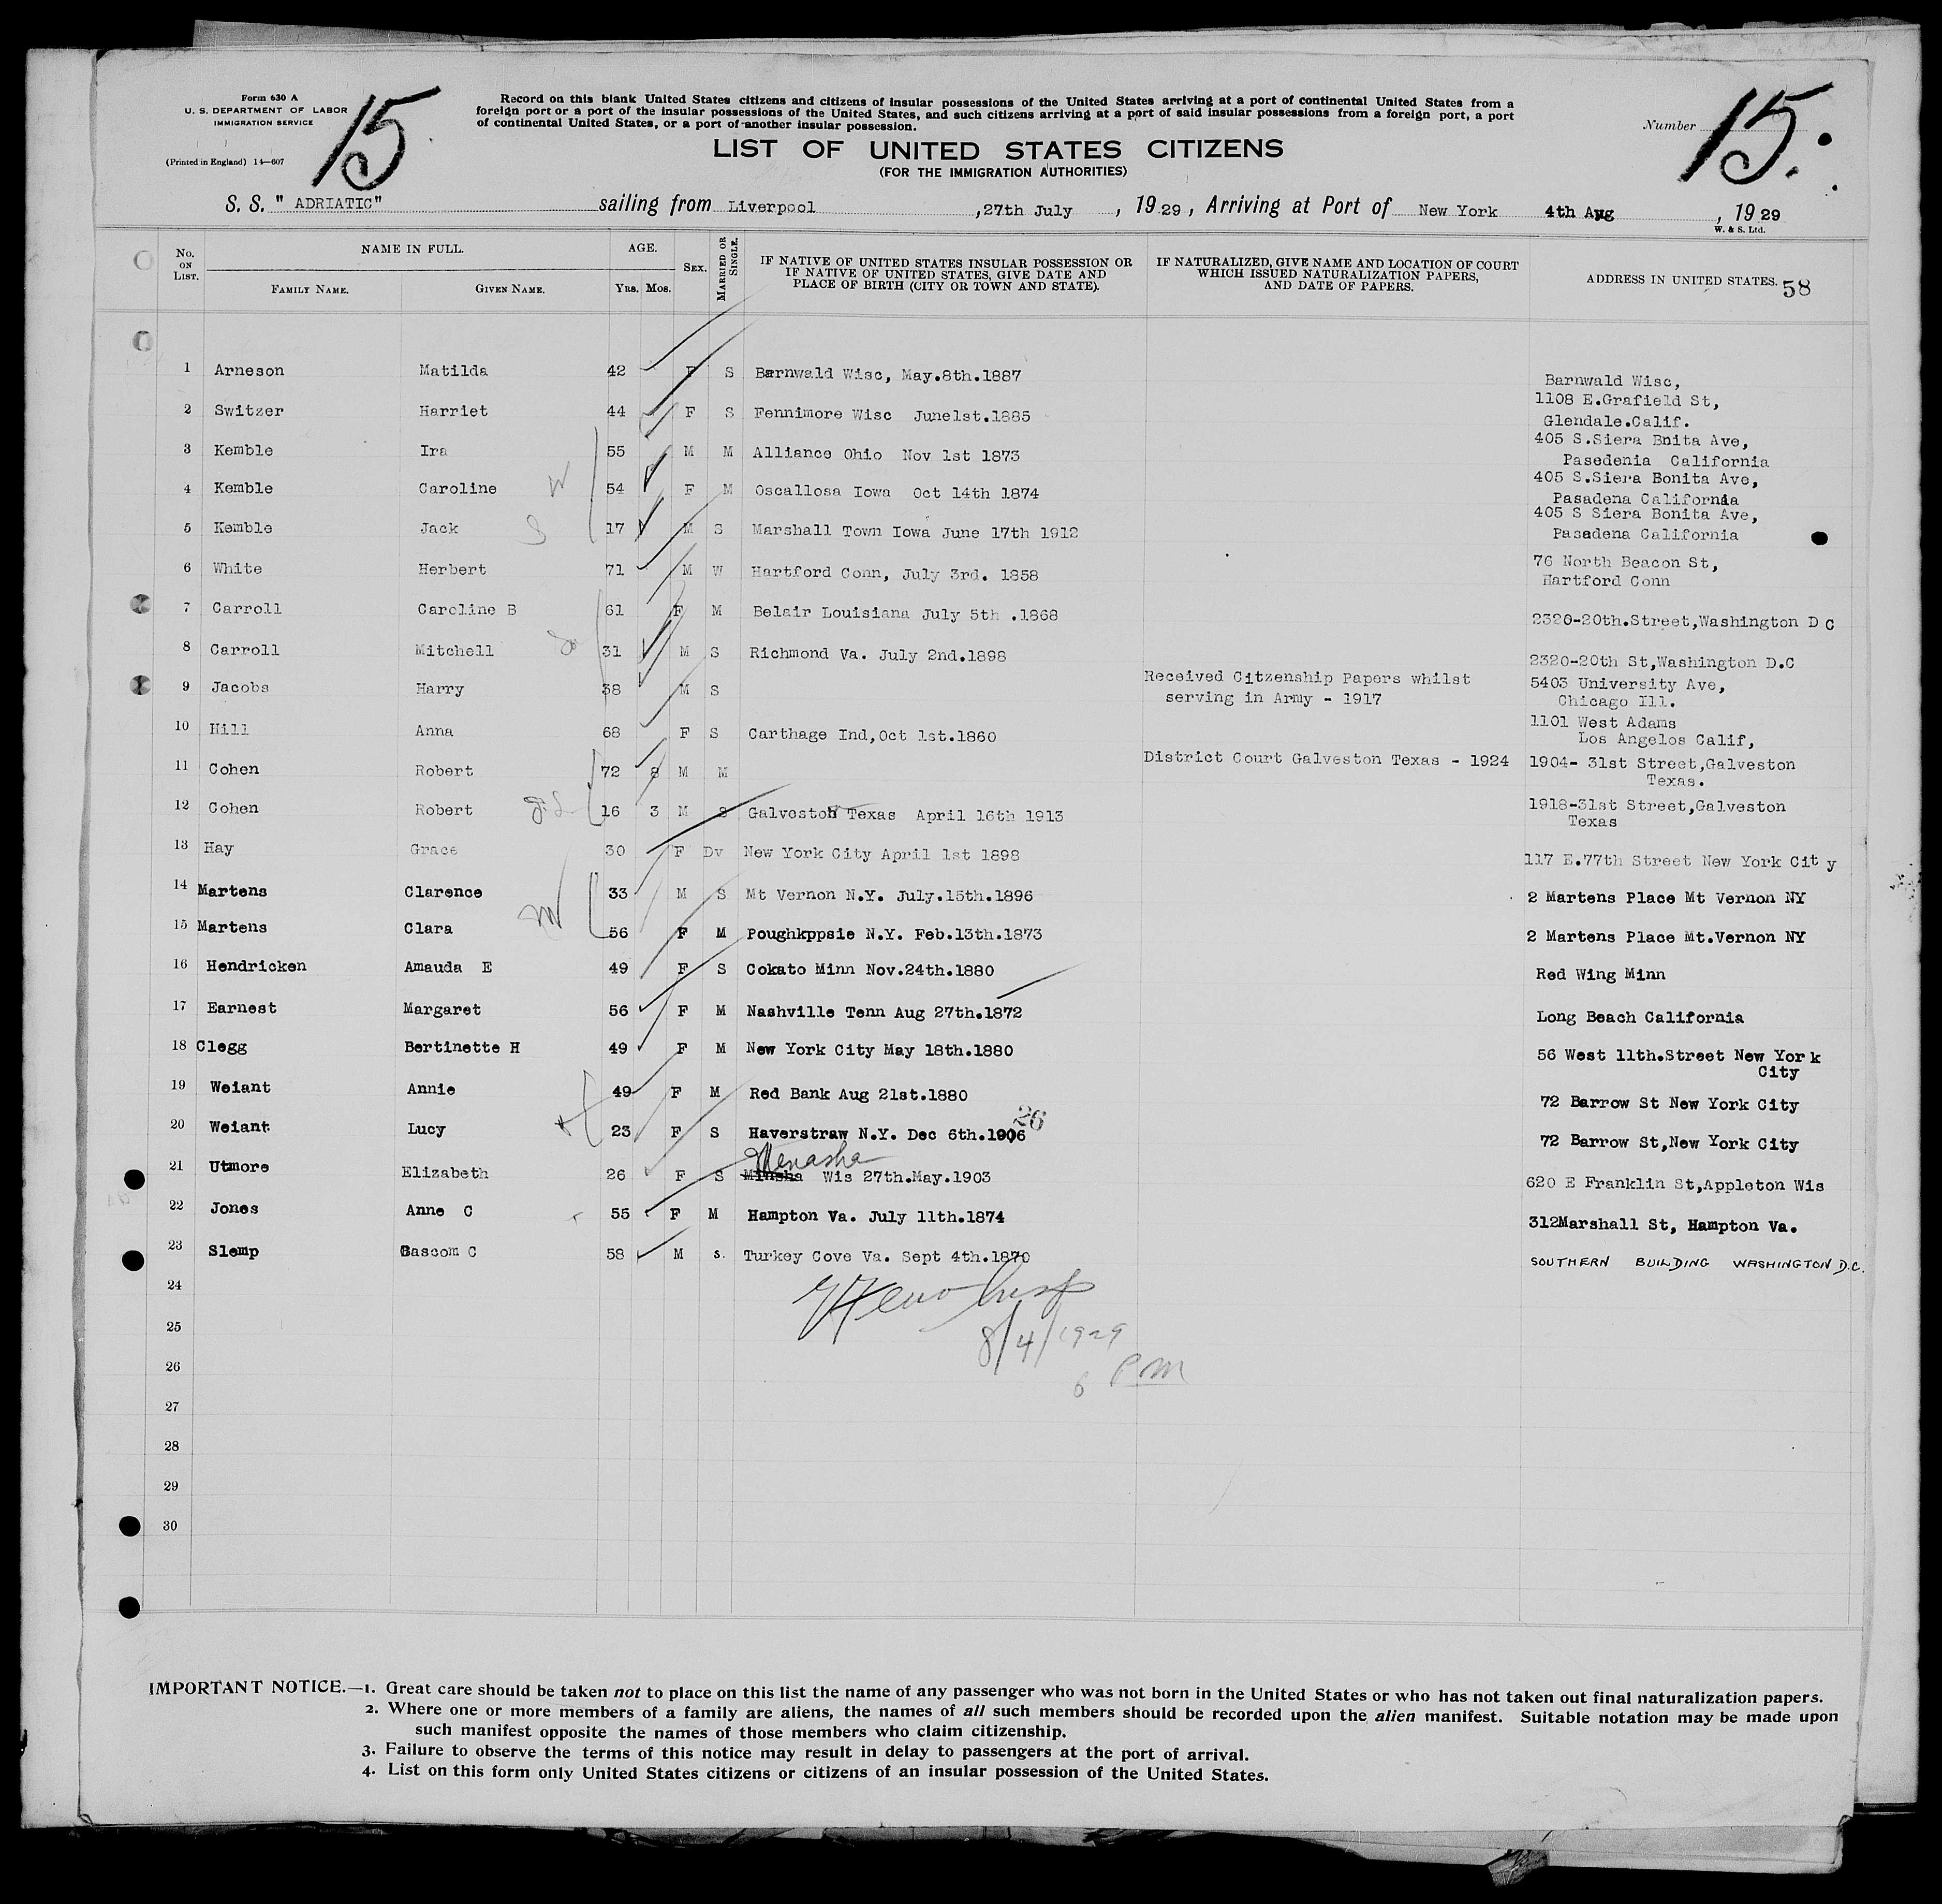 Form 630 A
U. S. DEPARTMENT OF LABOR
IMMIGRATION SERVICE
(Printed in England) 14—607
15
Record on this blank United States citizens and citizens of insular possessions of the United States arriving at a port of continental United States from a
foreign port or a port of the insular possessions of the United States, and such citizens arriving at a port of said insular possessions from a foreign port, a port
of continental United States, or a port of another insular possession.
LIST OF UNITED STATES CITIZENS
(FOR THE IMMIGRATION AUTHORITIES)
Number 15.
S. S. " ADRIATIC" sailing from Liverpool ,27th July , 1929, Arriving at Port of New York 4th Aug , 1929
W. & S. Ltd.
No. ON LIST. NAME IN FULL. FAMILY NAME. GIVEN NAME. AGE. YRS. MOS. SEX. MARRIED OR SINGLE. IF NATIVE OF UNITED STATES INSULAR POSSESSION OR IF NATIVE OF UNITED STATES, GIVE DATE AND PLACE OF BIRTH (CITY OR TOWN AND STATE). IF NATURALIZED, GIVE NAME AND LOCATION OF COURT WHICH ISSUED NATURALIZATION PAPERS, AND DATE OF PAPERS. ADDRESS IN UNITED STATES. 58
1 Arneson Matilda 42 F S Barnwald Wisc, May.8th.1887 Barnwald Wisc,
2 Switzer Harriet 44 F S Fennimore Wisc June1st.1885 1108 E.Grafield St,
Glendale.Calif.
3 Kemble Ira 55 M M Alliance Ohio Nov 1st 1873 405 S.Siera Bnita Ave,
Pasedenia California
4 Kemble Caroline W 54 F M Oscallosa Iowa Oct 14th 1874 405 S.Siera Bonita Ave,
Pasadena California
5 Kemble Jack S 17 M S Marshall Town Iowa June 17th 1912 405 S Siera Bonita Ave,
Pasadena California
6 White Herbert 71 M W Hartford Conn, July 3rd. 1858 76 North Beacon St,
Hartford Conn
7 Carroll Caroline B 61 F M Belair Louisiana July 5th .1868 2320-20th.Street,Washington D C
8 Carroll Mitchell 31 M S Richmond Va. July 2nd.1898 2320-20th St,Washington D.C
9 Jacobs Harry 38 M S Received Citzenship Papers whilst
serving in Army - 1917 5403 University Ave,
Chicago Ill.
10 Hill Anna 68 F S Carthage Ind,Oct 1st.1860 1101 West Adams
Los Angelos Calif,
11 Cohen Robert 72 8 M M District Court Galveston Texas - 1924 1904- 31st Street,Galveston
Texas.
12 Cohen Robert 16 3 M S Galveston Texas April 16th 1913 1918-31st Street,Galveston
Texas
13 Hay Grace 30 F Dv New York City April 1st 1898 117 E.77th Street New York Cit y
14 Martens Clarence 33 M S Mt Vernon N.Y. July.15th.1896 2 Martens Place Mt Vernon NY
15 Martens Clara 56 F M Poughkppsie N.Y. Feb.13th.1873 2 Martens Place Mt.Vernon NY
16 Hendricken Amauda E 49 F S Cokato Minn Nov.24th.1880 Red Wing Minn
17 Earnest Margaret 56 F M Nashville Tenn Aug 27th.1872 Long Beach California
18 Clegg Bertinette H 49 F M New York City May 18th.1880 56 West 11th.Street New York
City
19 Weiant Annie 49 F M Red Bank Aug 21st.1880 72 Barrow St New York City
20 Weiant Lucy 23 F S Haverstraw N.Y. Dec 6th.1906 26 72 Barrow St,New York City
Menasha
21 Utmore Elizabeth 26 F S Minsha Wis 27th.May.1903 620 E Franklin St,Appleton Wis
22 Jones Anne C 55 F M Hampton Va. July 11th.1874 312Marshall St, Hampton Va.
23 Slemp Bascom C 58 M s. Turkey Cove Va. Sept 4th.1870 SOUTHERN BUILDING WASHINGTON D.C.
24
25
8/4/1929
26
6 P.M
27
28
29
30
IMPORTANT NOTICE.—1. Great care should be taken not to place on this list the name of any passenger who was not born in the United States or who has not taken out final naturalization papers.
2. Where one or more members of a family are aliens, the names of all such members should be recorded upon the alien manifest. Suitable notation may be made upon
such manifest opposite the names of those members who claim citizenship.
3. Failure to observe the terms of this notice may result in delay to passengers at the port of arrival.
4. List on this form only United States citizens or citizens of an insular possession of the United States.